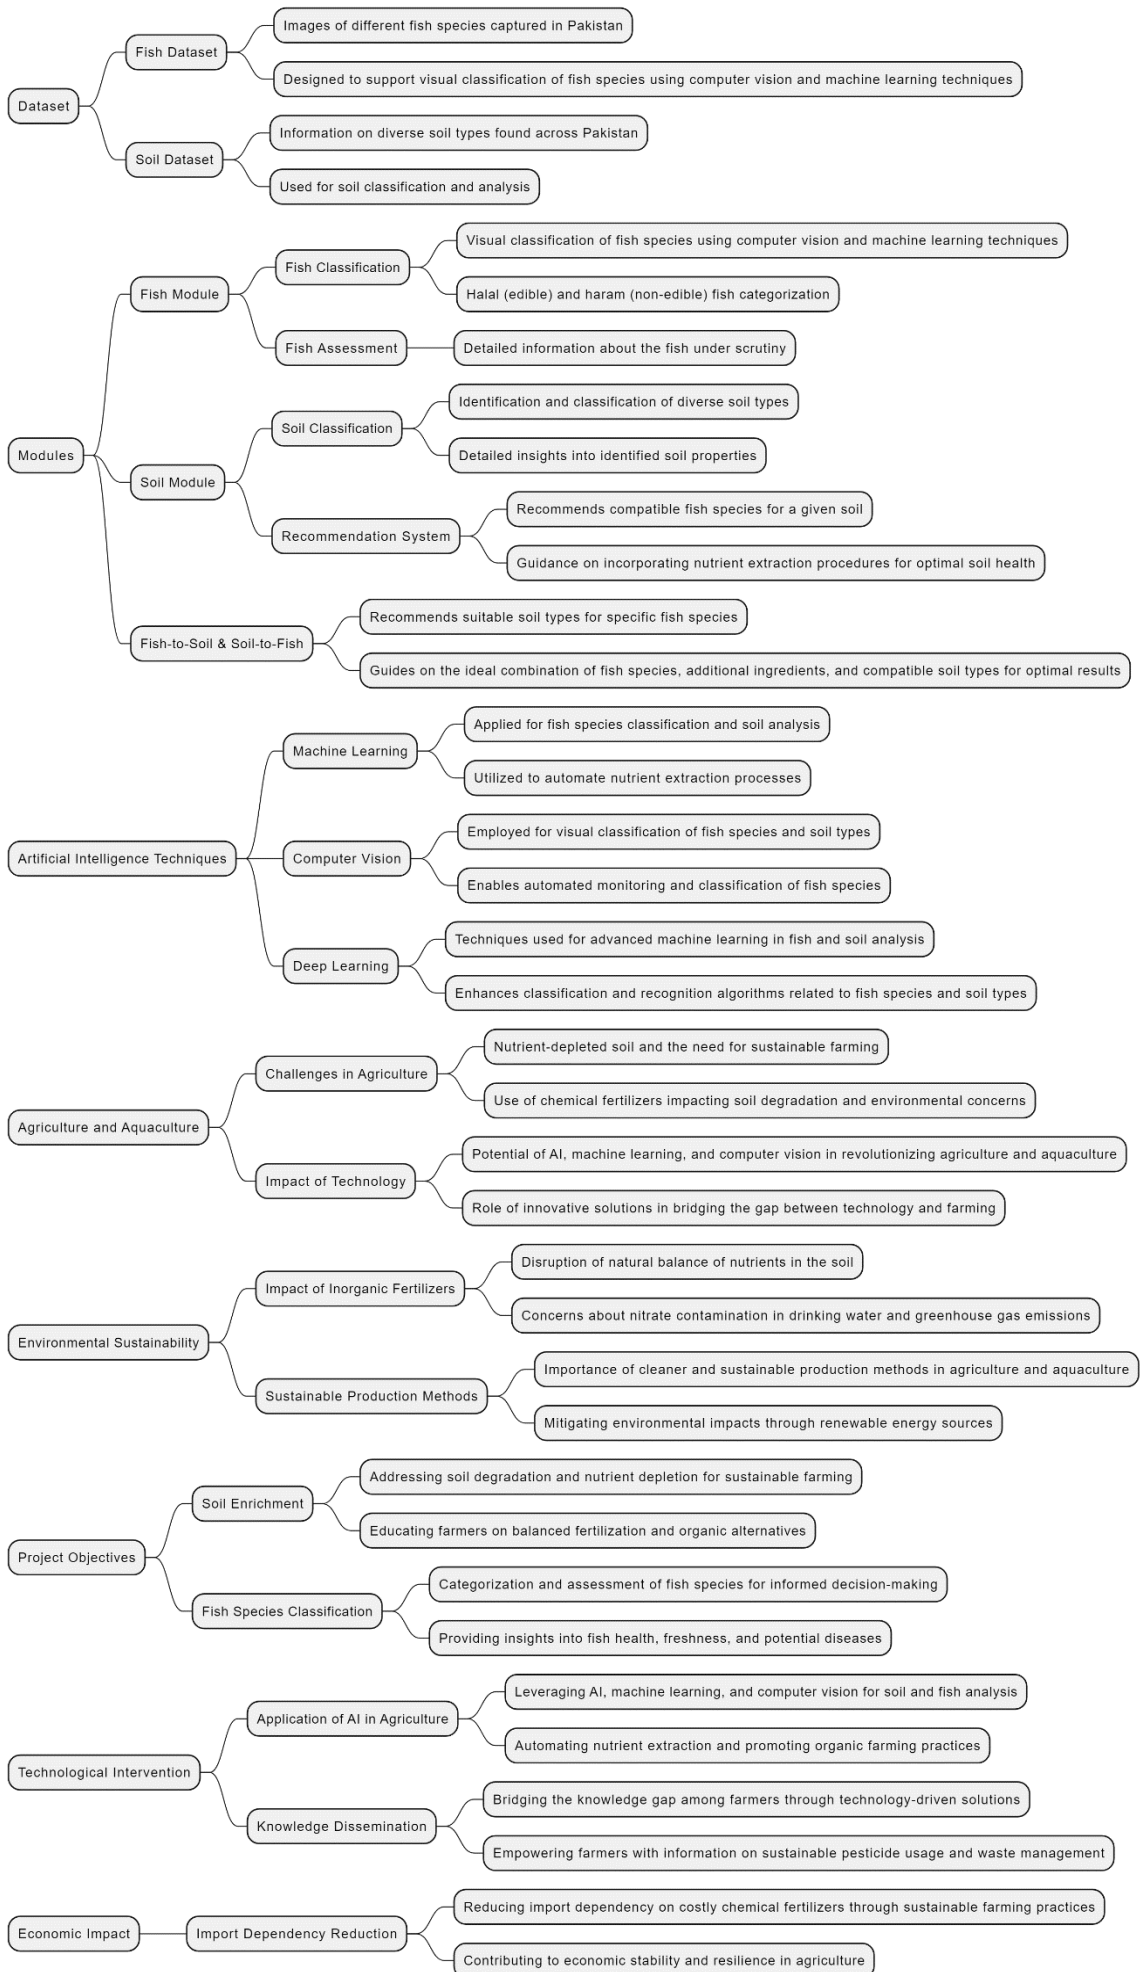 Dataset
Fish Dataset
Images of different fish species captured in Pakistan
Designed to support visual classification of fish species using computer vision and machine learning techniques
Soil Dataset
Information on diverse soil types found across Pakistan
Used for soil classification and analysis
Modules
Fish Module
Fish Classification
Visual classification of fish species using computer vision and machine learning techniques
Halal (edible) and haram (non-edible) fish categorization
Fish Assessment
Detailed information about the fish under scrutiny
Soil Module
Soil Classification
Identification and classification of diverse soil types
Detailed insights into identified soil properties
Recommendation System
Recommends compatible fish species for a given soil
Guidance on incorporating nutrient extraction procedures for optimal soil health
Fish-to-Soil & Soil-to-Fish
Recommends suitable soil types for specific fish species
Guides on the ideal combination of fish species, additional ingredients, and compatible soil types for optimal results
Artificial Intelligence Techniques
Machine Learning
Applied for fish species classification and soil analysis
Utilized to automate nutrient extraction processes
Computer Vision
Employed for visual classification of fish species and soil types
Enables automated monitoring and classification of fish species
Deep Learning
Techniques used for advanced machine learning in fish and soil analysis
Enhances classification and recognition algorithms related to fish species and soil types
Agriculture and Aquaculture
Challenges in Agriculture
Nutrient-depleted soil and the need for sustainable farming
Use of chemical fertilizers impacting soil degradation and environmental concerns
Impact of Technology
Potential of AI, machine learning, and computer vision in revolutionizing agriculture and aquaculture
Role of innovative solutions in bridging the gap between technology and farming
Environmental Sustainability
Impact of Inorganic Fertilizers
Disruption of natural balance of nutrients in the soil
Concerns about nitrate contamination in drinking water and greenhouse gas emissions
Sustainable Production Methods
Importance of cleaner and sustainable production methods in agriculture and aquaculture
Mitigating environmental impacts through renewable energy sources
Project Objectives
Soil Enrichment
Addressing soil degradation and nutrient depletion for sustainable farming
Educating farmers on balanced fertilization and organic alternatives
Fish Species Classification
Categorization and assessment of fish species for informed decision-making
Providing insights into fish health, freshness, and potential diseases
Technological Intervention
Application of AI in Agriculture
Leveraging AI, machine learning, and computer vision for soil and fish analysis
Automating nutrient extraction and promoting organic farming practices
Knowledge Dissemination
Bridging the knowledge gap among farmers through technology-driven solutions
Empowering farmers with information on sustainable pesticide usage and waste management
Economic Impact
Import Dependency Reduction
Reducing import dependency on costly chemical fertilizers through sustainable farming practices
Contributing to economic stability and resilience in agriculture